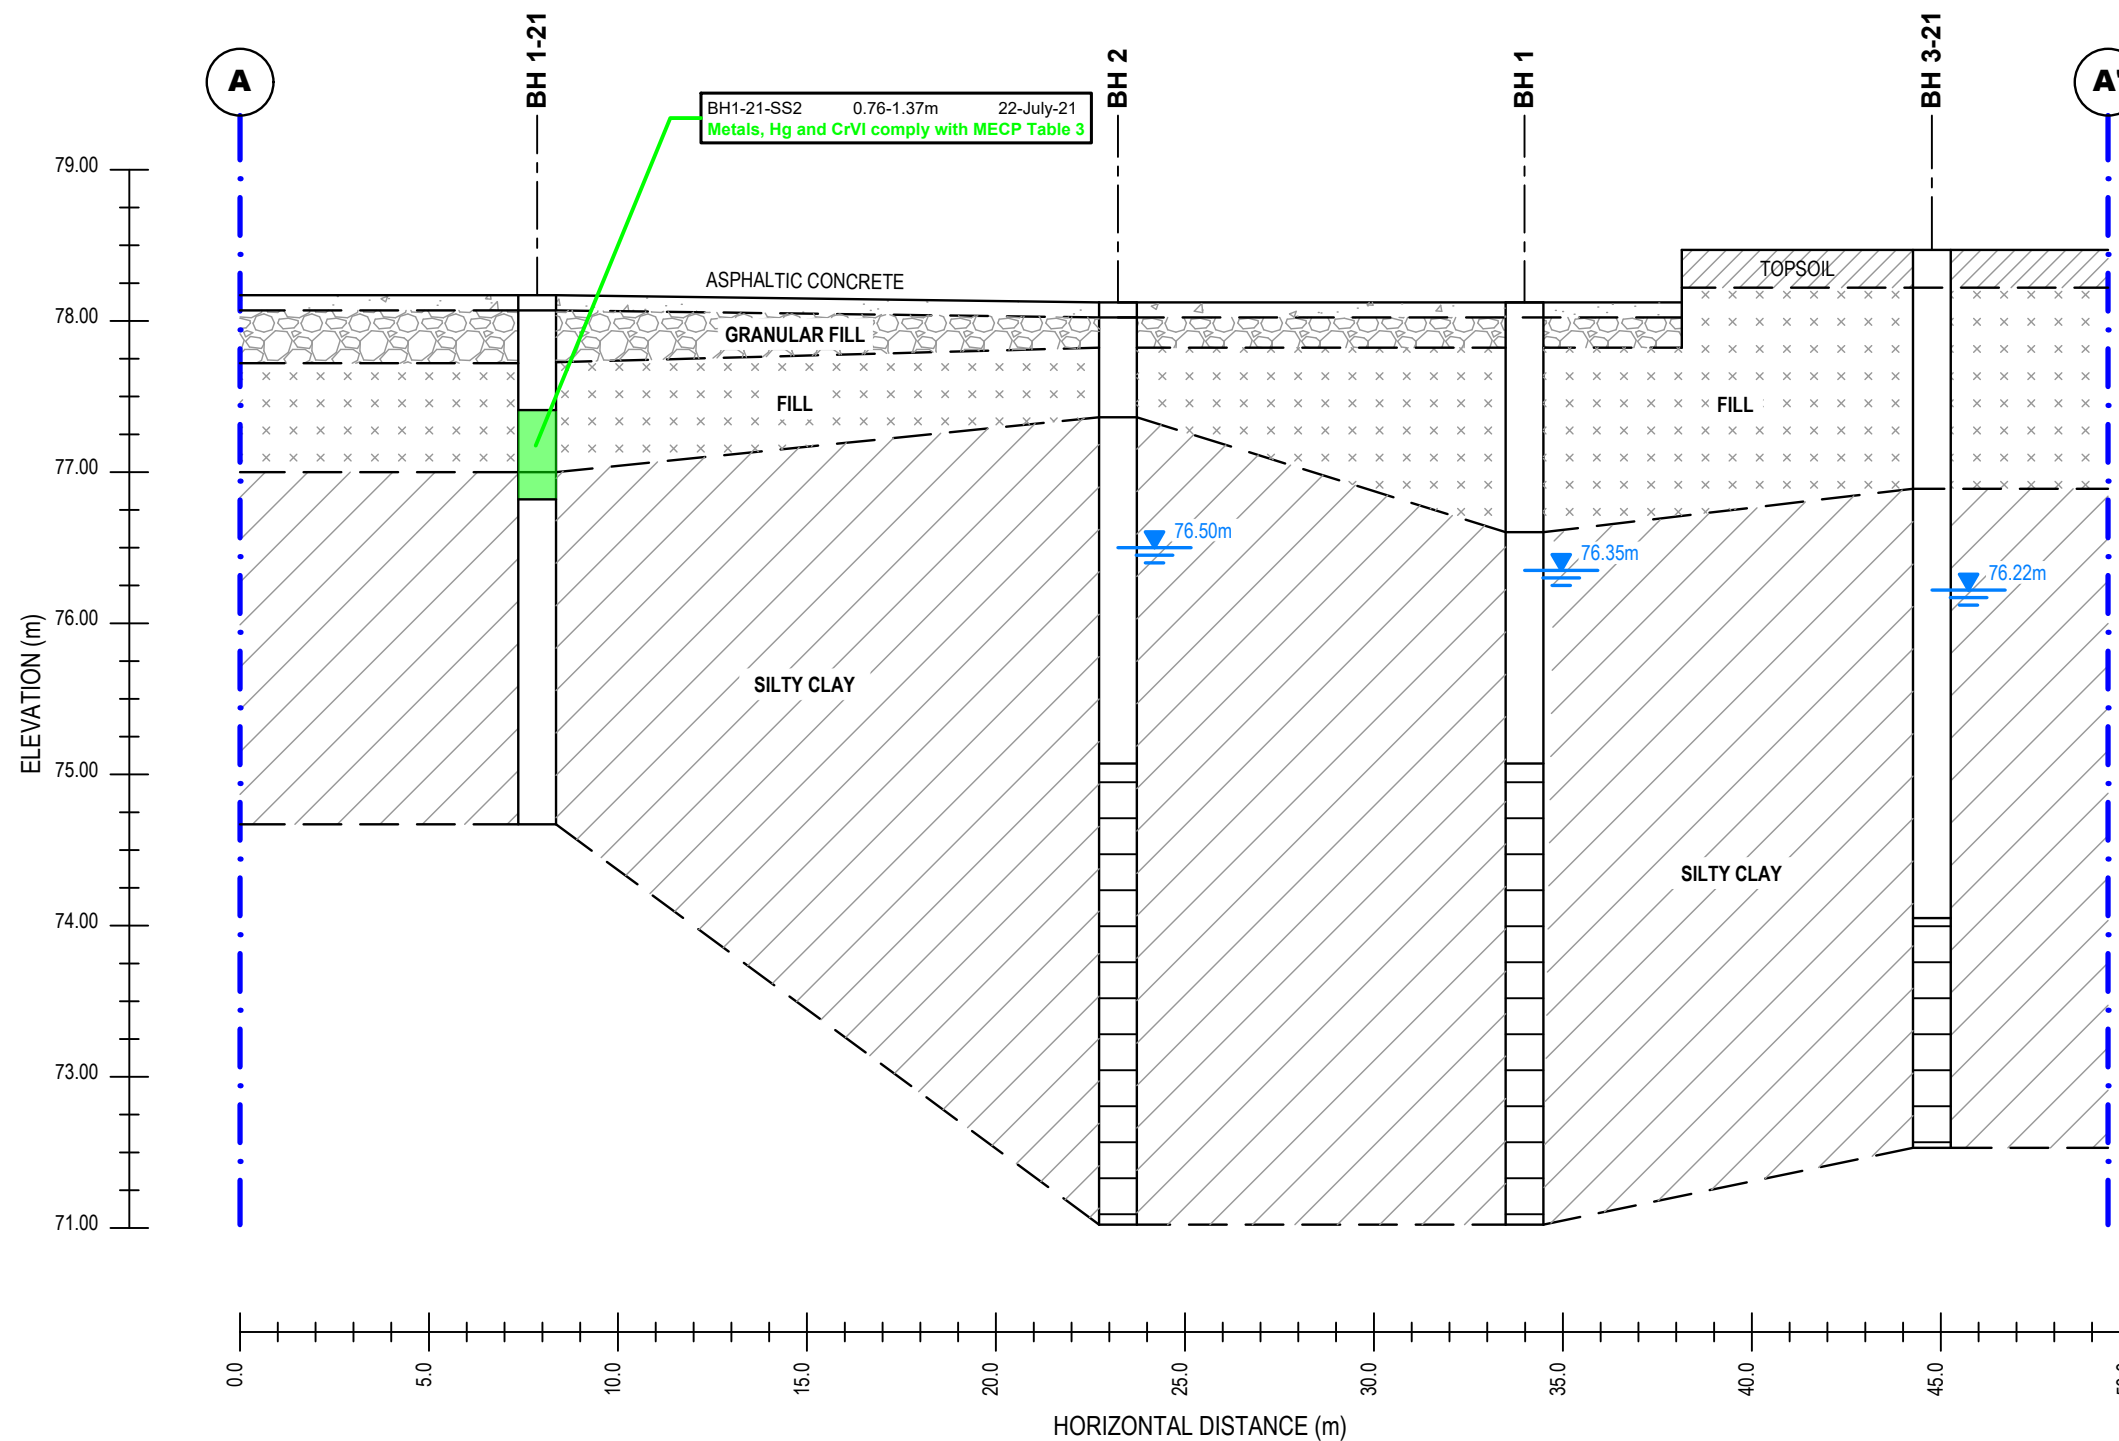 A
BH 1-21
BH 2
BH 1
BH 3-21
A'
BH1-21-SS2 0.76-1.37m 22-July-21
Metals, Hg and CrVI comply with MECP Table 3
79.00
78.00
77.00
76.00
75.00
74.00
73.00
71.00
ELEVATION (m)
ASPHALTIC CONCRETE
TOPSOIL
GRANULAR FILL
FILL
FILL
76.50m
76.35m
76.22m
SILTY CLAY
SILTY CLAY
0.0
5.0
10.0
15.0
20.0
25.0
30.0
35.0
40.0
45.0
HORIZONTAL DISTANCE (m)